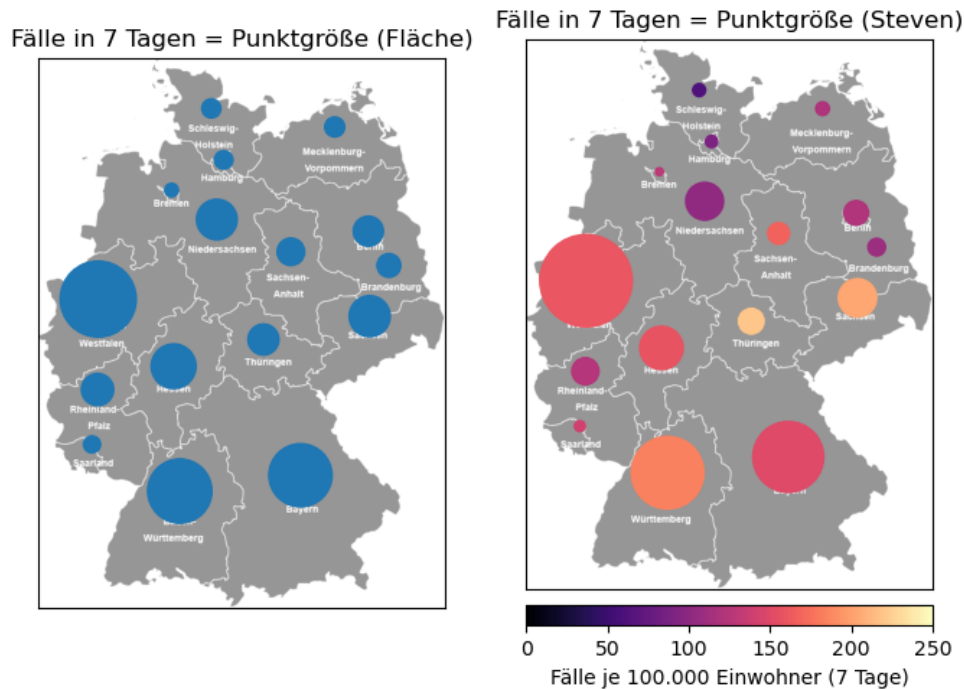 Fälle in 7 Tagen = Punktgröße (Fläche)
Schleswig-
Holstein
Mecklenburg-
Vorpommern
Hamburg
Bremen
Niedersachsen
Berlin
Sachsen-
Anhalt
Brandenburg
Westfalen
Sachsen
Thüringen
Hessen
Rheinland-
Pfalz
Saarland
Bayern
Württemberg
Fälle in 7 Tagen = Punktgröße (Steven)
Schleswig-
Holstein
Mecklenburg-
Vorpommern
Hamburg
Bremen
Niedersachsen
Berlin
Sachsen-
Anhalt
Brandenburg
Sachsen
Thüringen
Hessen
Rheinland-
Pfalz
Saarland
Württemberg
0 50 100 150 200 250
Fälle je 100.000 Einwohner (7 Tage)